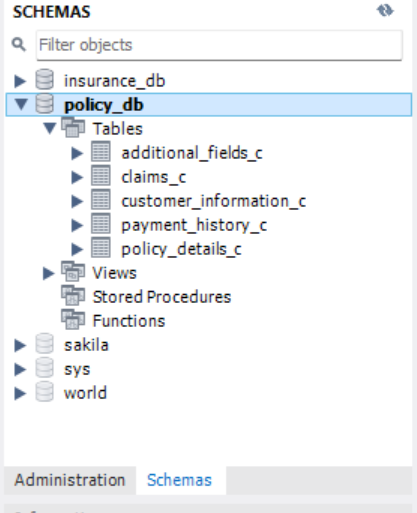 SCHEMAS
Filter objects
insurance_db
policy_db
Tables
additional_fields_c
claims_c
customer_information_c
payment_history_c
policy_details_c
Views
Stored Procedures
Functions
sakila
sys
world
Administration Schemas